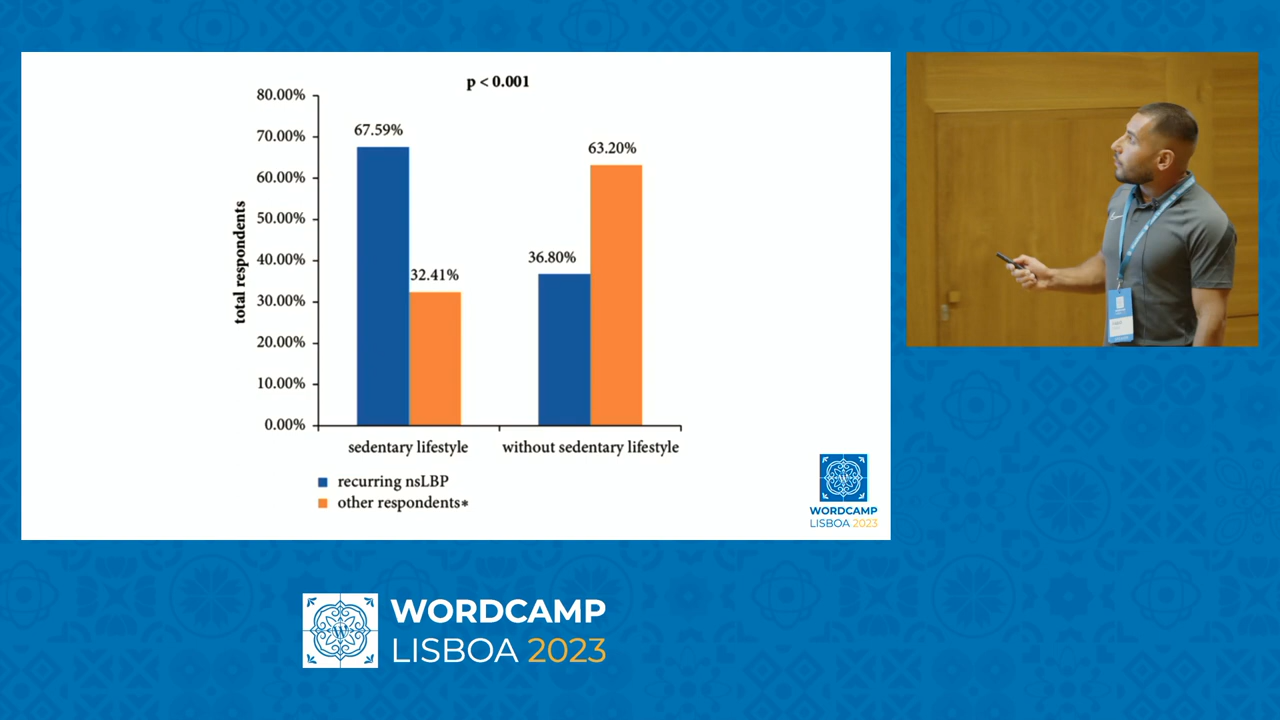 p < 0.001
80.00%
70.00%
60.00%
50.00%
40.00%
30.00%
20.00%
10.00%
0.00%
total respondents
67.59%
32.41%
36.80%
63.20%
sedentary lifestyle
without sedentary lifestyle
recurring nsLBP
other respondents*
WORDCAMP
LISBOA 2023
WORDCAMP
LISBOA 2023